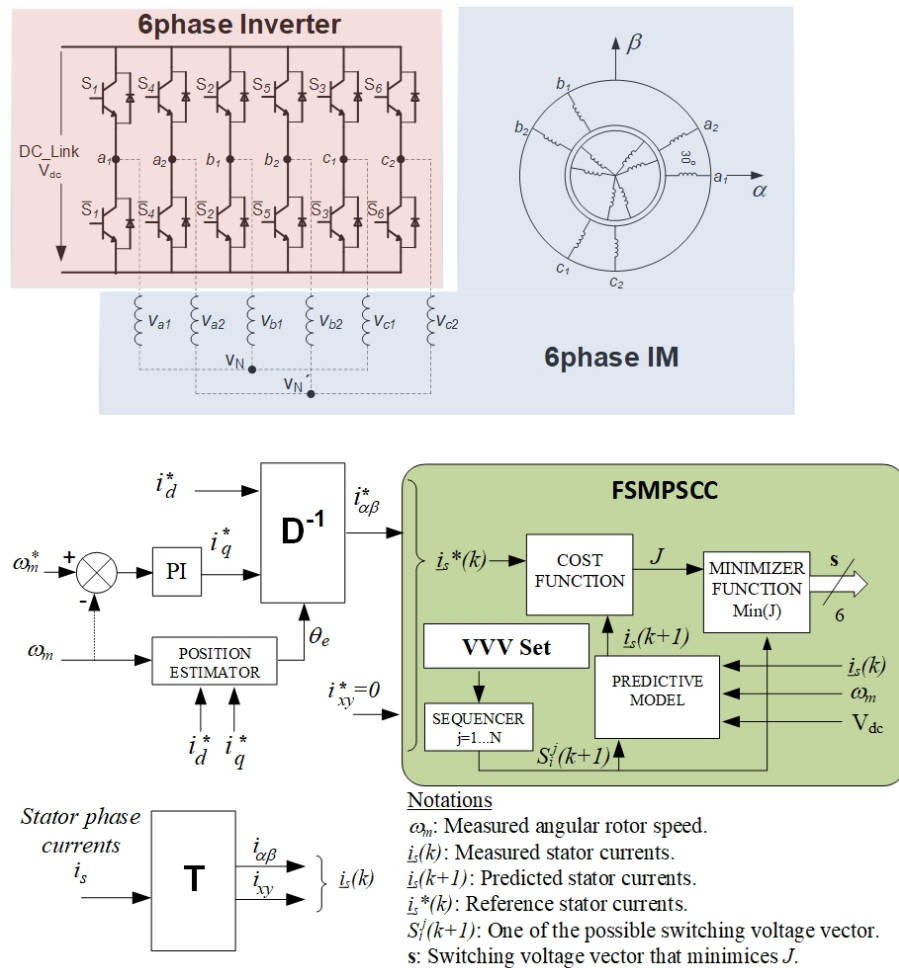 6phase Inverter
S1 S4 S2 S5 S3 S6
DC_Link
Vdc
a1 a2 b1 b2 c1 c2
S̅1 S̅4 S̅2 S̅5 S̅3 S̅6
va1 va2 vb1 vb2 vc1 vc2
vN
vN'
6phase IM
β
b1
b2
a2
30°
a1
α
c1
c2
i*d
D-1
i*αβ
ω*m
+
-
PI
i*q
θe
ωm
POSITION
ESTIMATOR
i*d i*q
i*xy=0
FSMPSCC
is*(k)
COST
FUNCTION
J
MINIMIZER
FUNCTION
Min(J)
s
6
VVV Set
is(k+1)
SEQUENCER
j=1...N
PREDICTIVE
MODEL
is(k)
ωm
Vdc
Sij(k+1)
Stator phase
currents
is
T
iαβ
ixy
is(k)
Notations
ωm: Measured angular rotor speed.
is(k): Measured stator currents.
is(k+1): Predicted stator currents.
is*(k): Reference stator currents.
Sij(k+1): One of the possible switching voltage vector.
s: Switching voltage vector that minimices J.